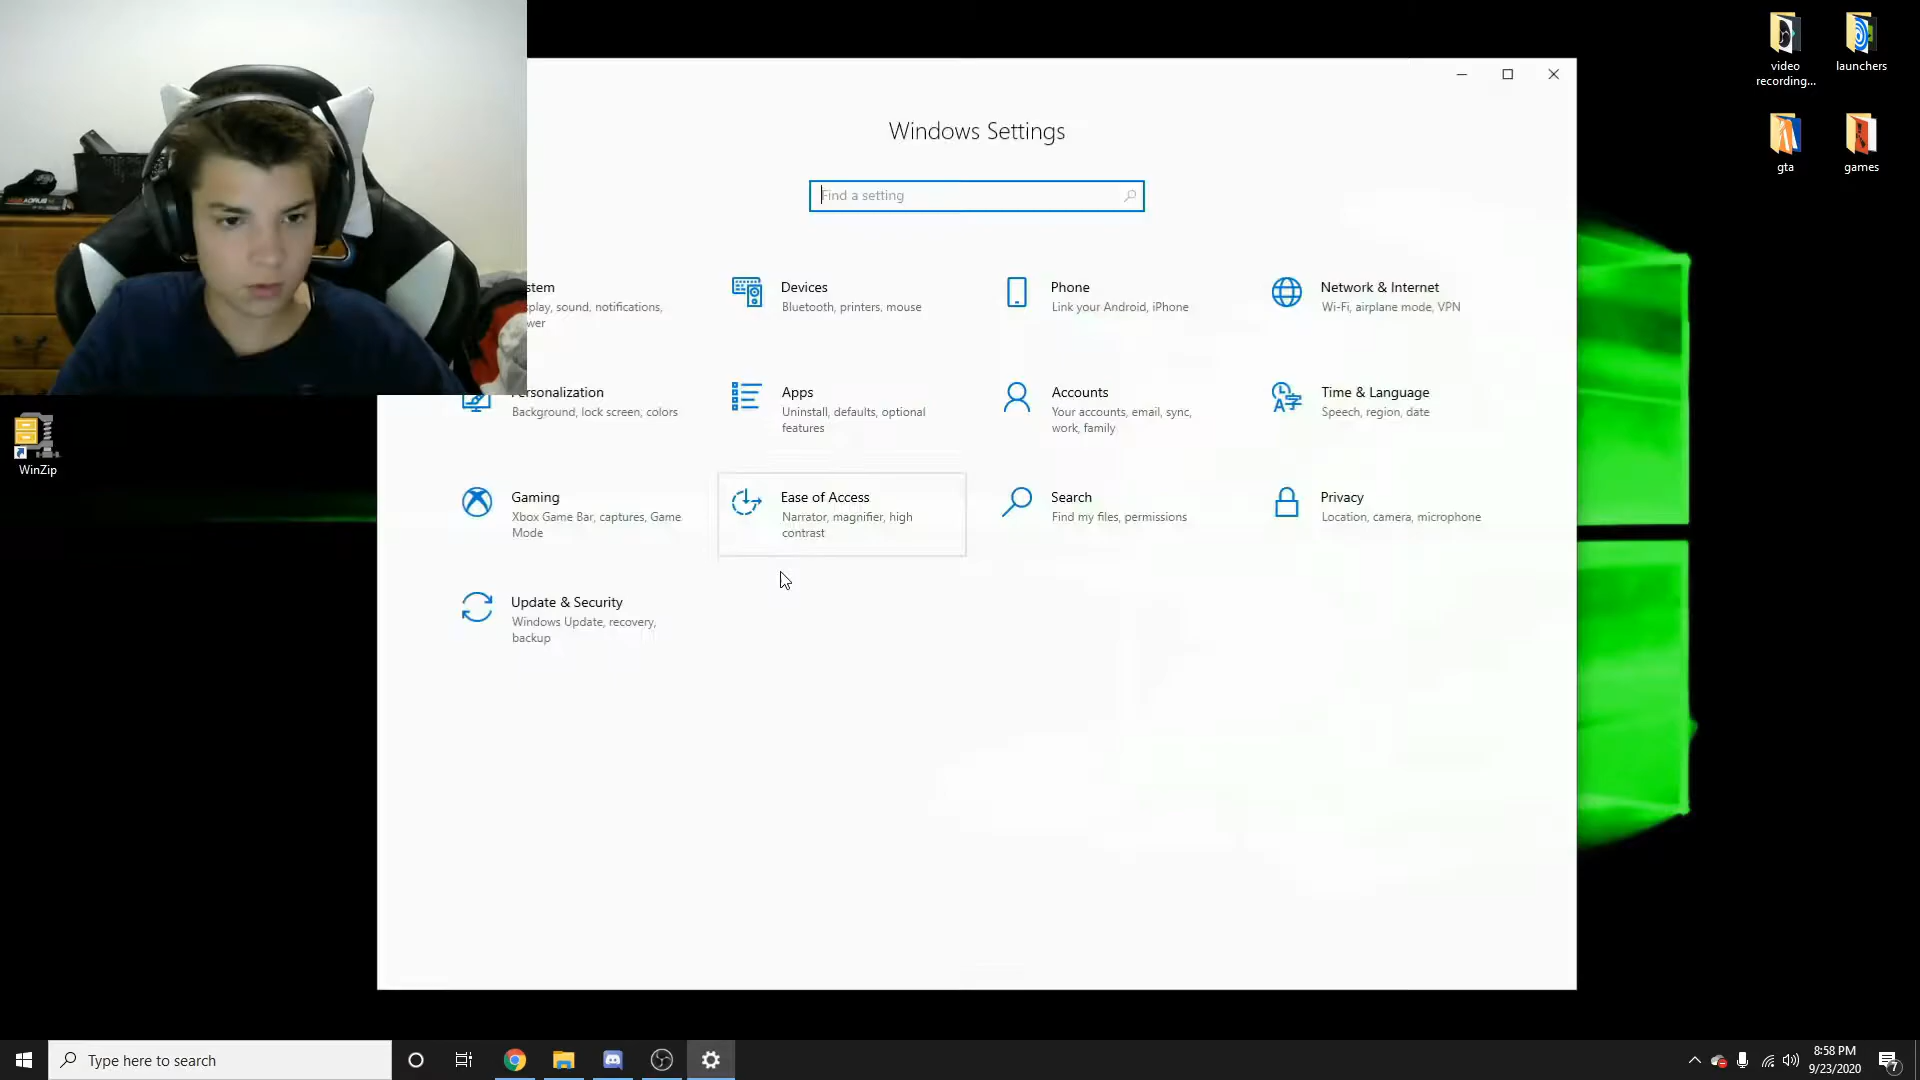 video
recording...
launchers
gta
games
WinZip
Windows Settings
Find a setting
stem
splay, sound, notifications,
wer
Devices
Bluetooth, printers, mouse
Phone
Link your Android, iPhone
Network & Internet
Wi-Fi, airplane mode, VPN
ersonalization
Background, lock screen, colors
Apps
Uninstall, defaults, optional
features
Accounts
Your accounts, email, sync,
work, family
Time & Language
Speech, region, date
Gaming
Xbox Game Bar, captures, Game
Mode
Ease of Access
Narrator, magnifier, high
contrast
Search
Find my files, permissions
Privacy
Location, camera, microphone
Update & Security
Windows Update, recovery,
backup
Type here to search
8:58 PM
9/23/2020
7